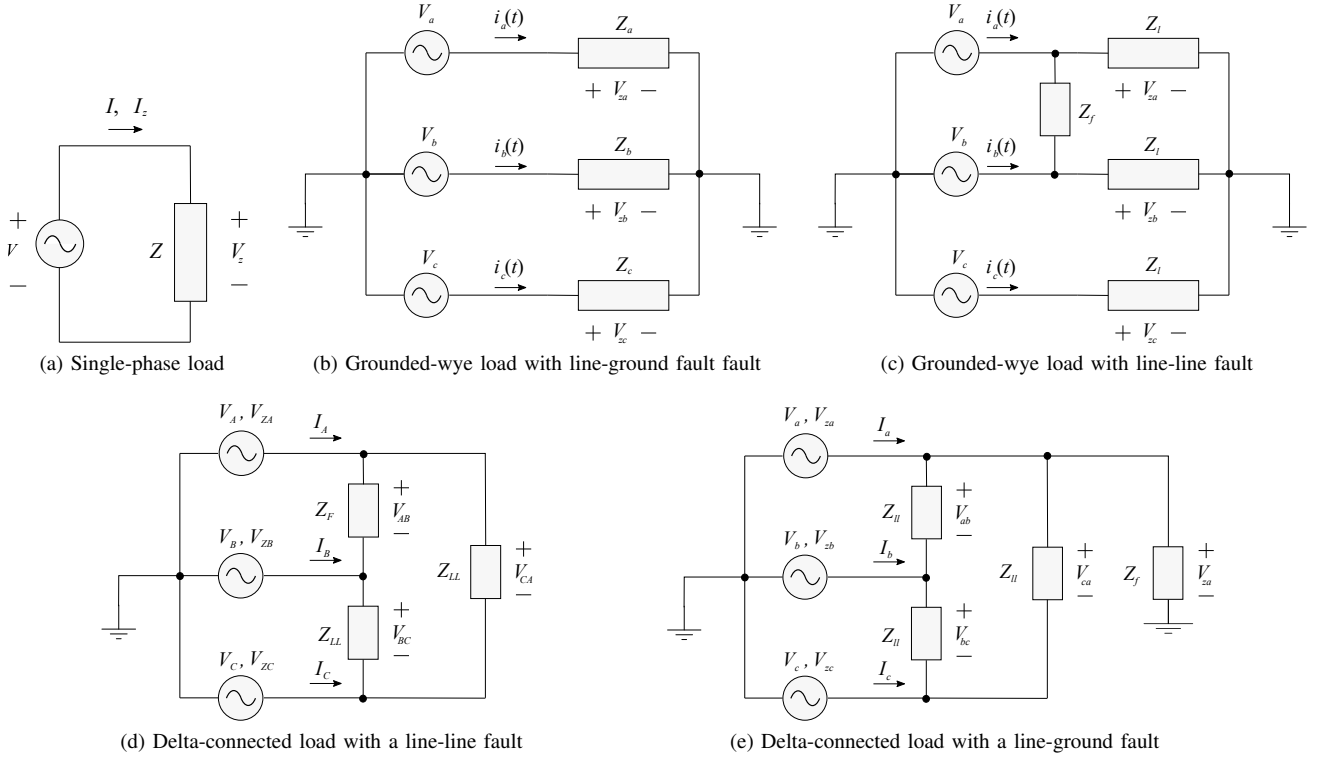 I, I_z
+
V
−
Z
+
V_z
−
(a) Single-phase load
V_a
i_a(t)
Z_a
+ V_za −
V_b
i_b(t)
Z_b
+ V_zb −
V_c
i_c(t)
Z_c
+ V_zc −
(b) Grounded-wye load with line-ground fault fault
V_a
i_a(t)
Z_l
+ V_za −
Z_f
V_b
i_b(t)
Z_l
+ V_zb −
V_c
i_c(t)
Z_l
+ V_zc −
(c) Grounded-wye load with line-line fault
V_A, V_ZA
I_A
Z_F
+
V_AB
−
V_B, V_ZB
I_B
Z_LL
+
V_CA
−
Z_LL
+
V_BC
−
V_C, V_ZC
I_C
(d) Delta-connected load with a line-line fault
V_a, V_za
I_a
Z_ll
+
V_ab
−
V_b, V_zb
I_b
Z_ll
+
V_ca
−
Z_f
+
V_za
−
Z_ll
+
V_bc
−
V_c, V_zc
I_c
(e) Delta-connected load with a line-ground fault